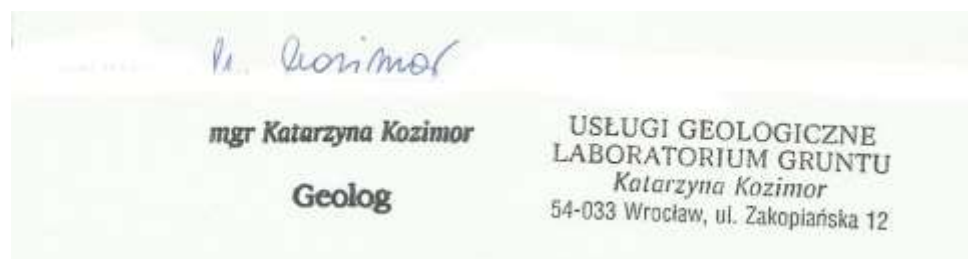 K. Kozimor
mgr Katarzyna Kozimor
Geolog
USŁUGI GEOLOGICZNE
LABORATORIUM GRUNTU
Katarzyna Kozimor
54-033 Wrocław, ul. Zakopiańska 12